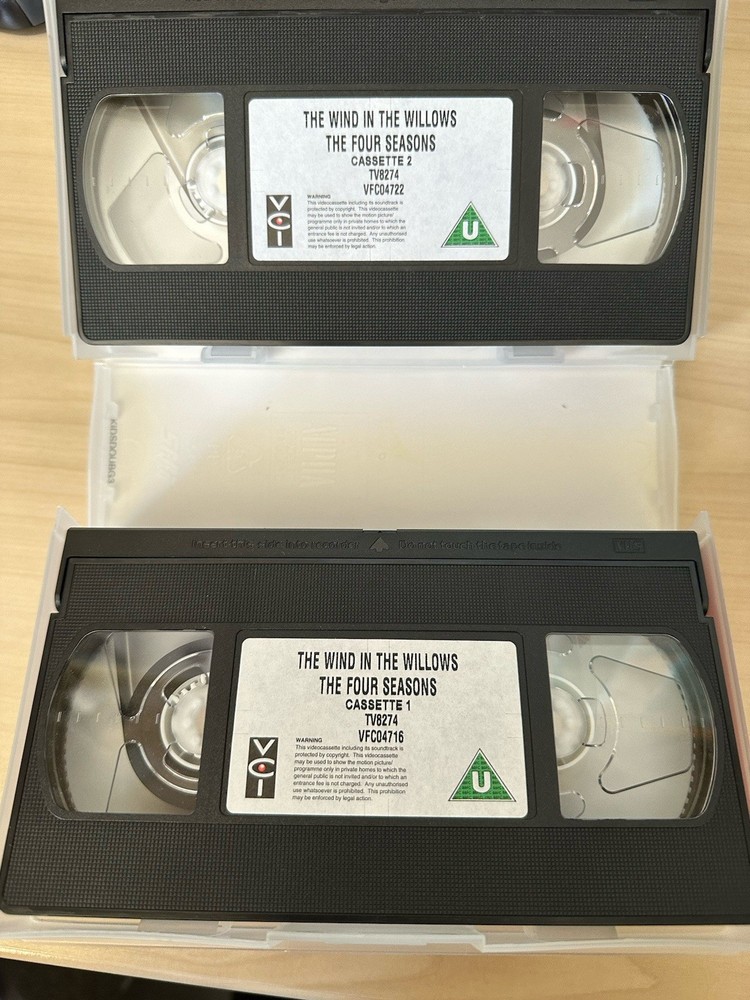 THE WIND IN THE WILLOWS
THE FOUR SEASONS
CASSETTE 2
TV8274
VFC04722
WARNING
This videocassette including its soundtrack is
protected by copyright. This videocassette
may be used to show the motion picture/
programme only in private homes to which the
general public is not invited and/or to which an
entrance fee is not charged. Any unauthorised
use whatsoever is prohibited. This prohibition
may be enforced by legal action.
VCI
U
Insert this side into recorder
Do not touch the tape inside
VHS
THE WIND IN THE WILLOWS
THE FOUR SEASONS
CASSETTE 1
TV8274
VFC04716
WARNING
This videocassette including its soundtrack is
protected by copyright. This videocassette
may be used to show the motion picture/
programme only in private homes to which the
general public is not invited and/or to which an
entrance fee is not charged. Any unauthorised
use whatsoever is prohibited. This prohibition
may be enforced by legal action.
VCI
U